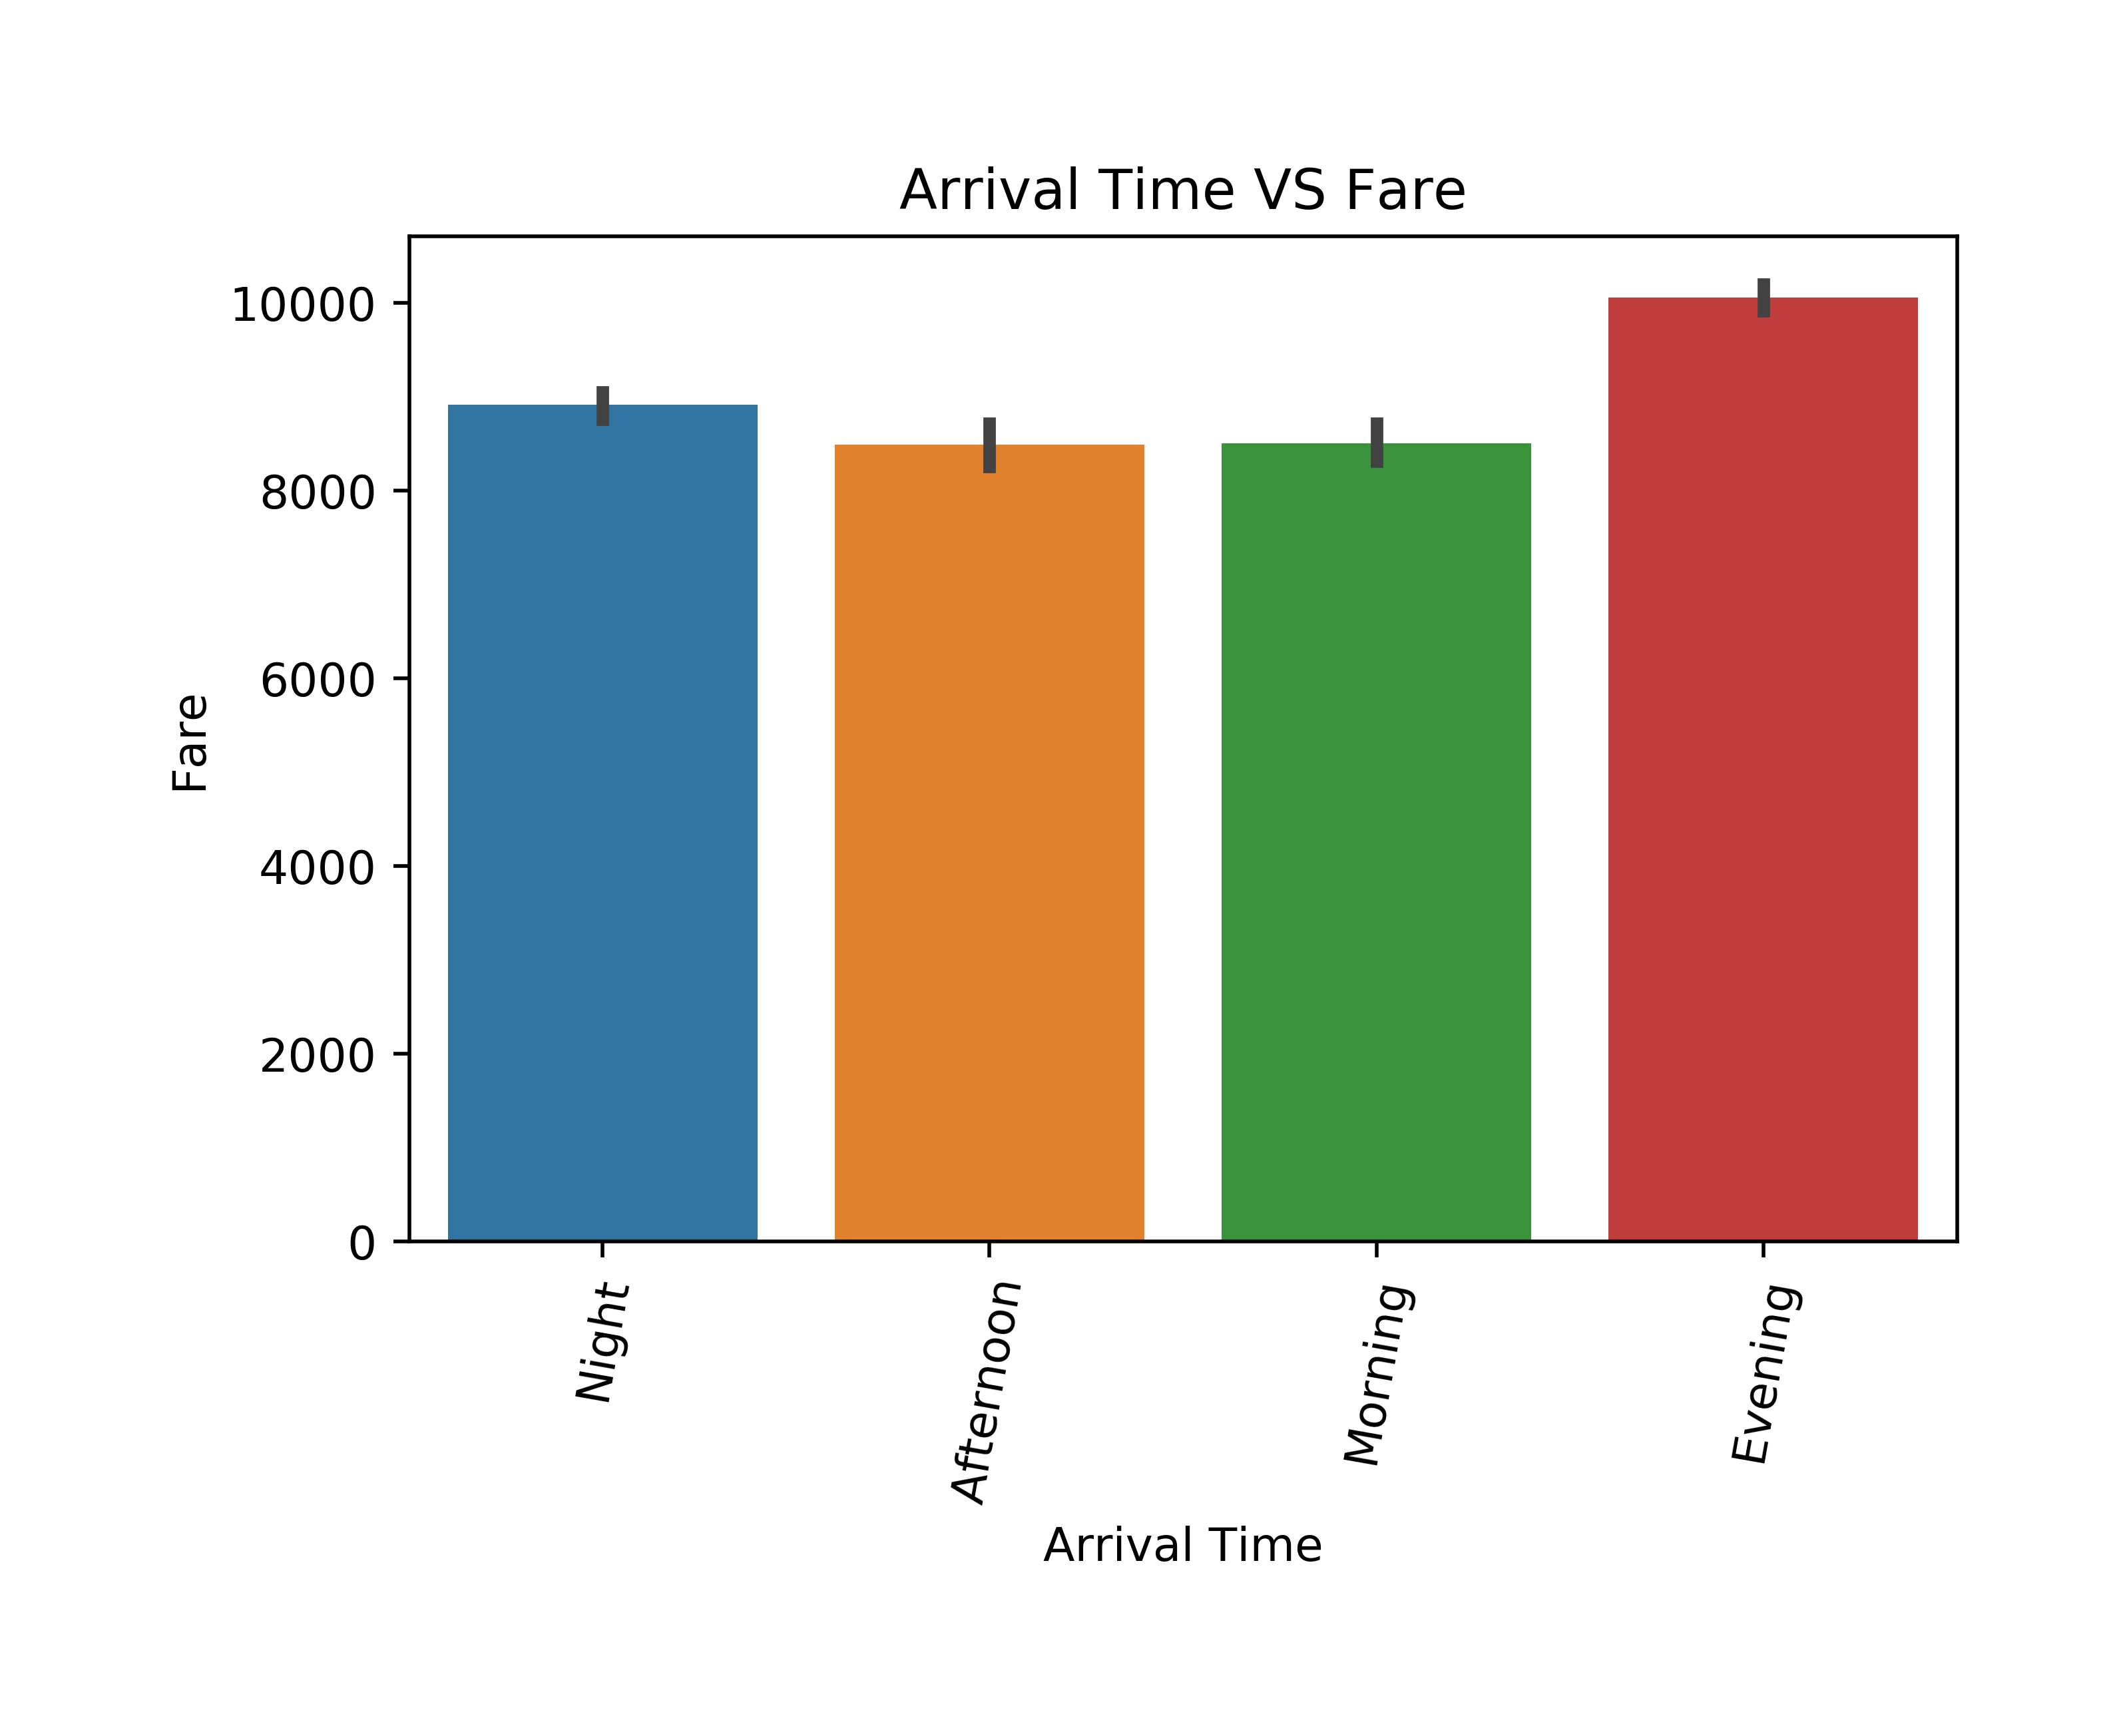 Arrival Time VS Fare
10000
8000
6000
4000
2000
0
Fare
Night
Afternoon
Morning
Evening
Arrival Time